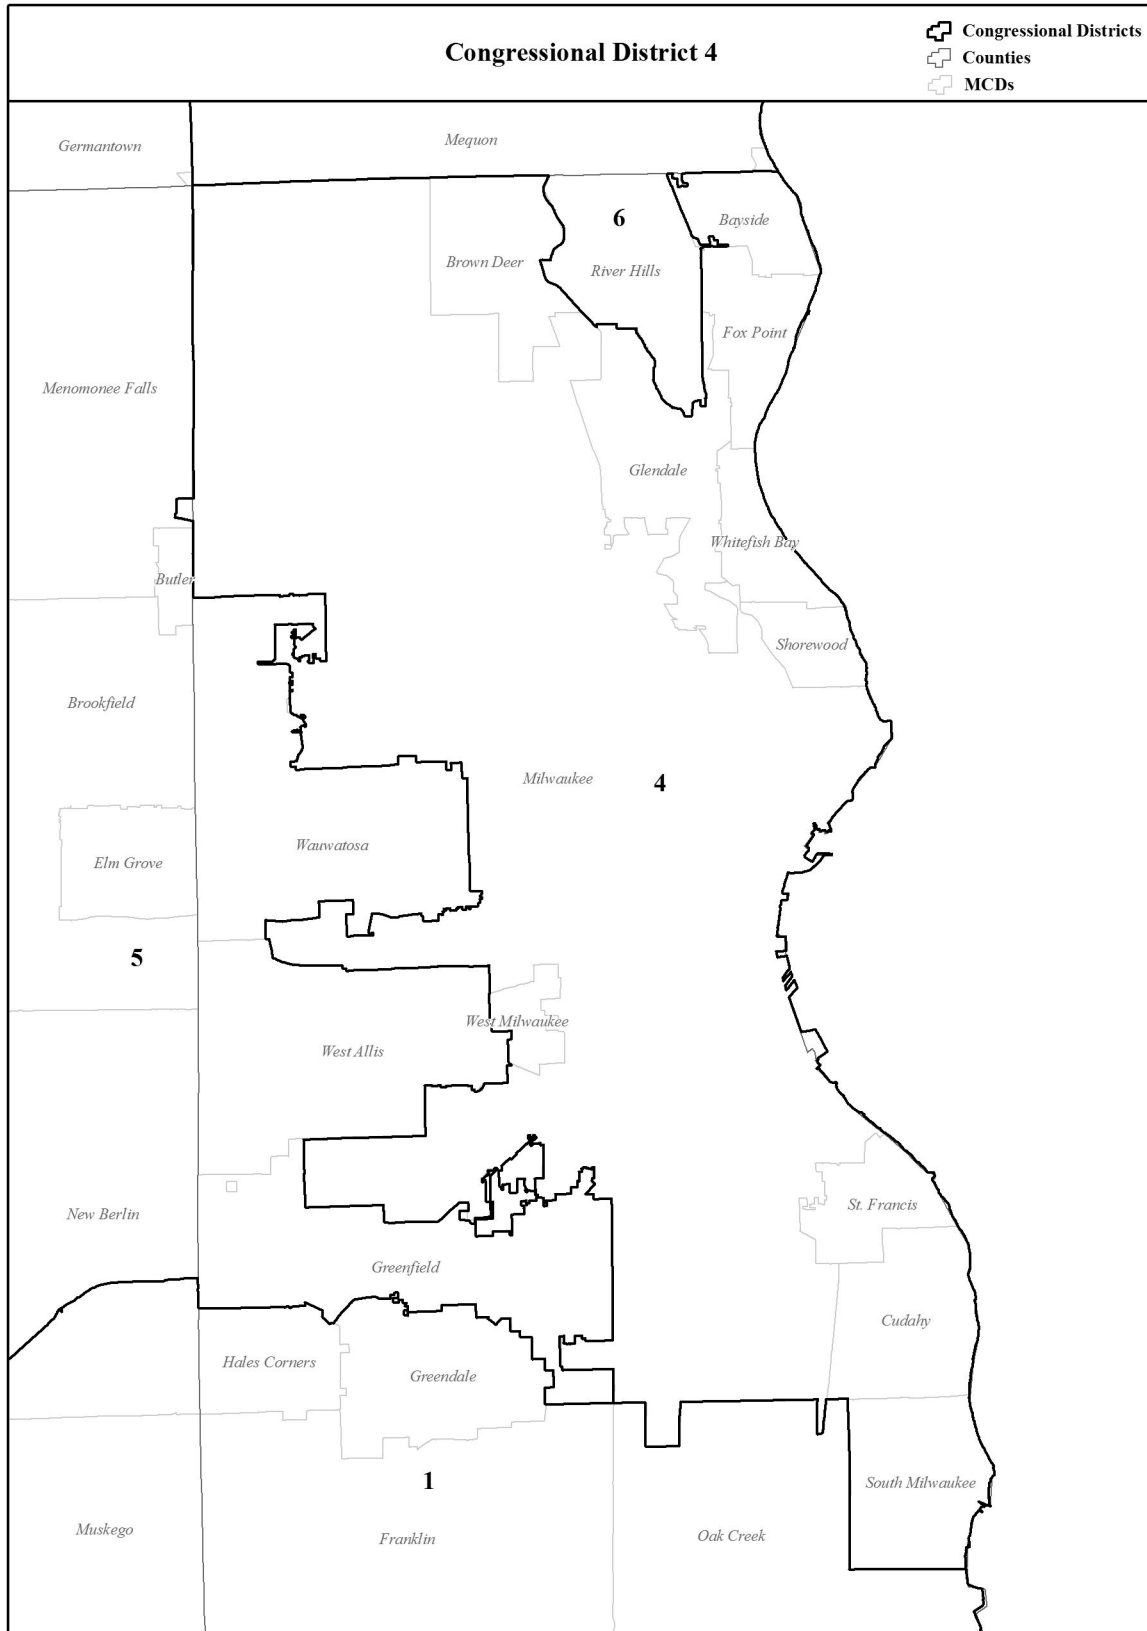 Congressional District 4
Congressional Districts
Counties
MCDs
Germantown
Mequon
6
Bayside
Brown Deer
River Hills
Fox Point
Menomonee Falls
Glendale
Whitefish Bay
Butler
Shorewood
Brookfield
Milwaukee
4
Wauwatosa
Elm Grove
5
West Milwaukee
West Allis
St. Francis
New Berlin
Greenfield
Cudahy
Hales Corners
Greendale
1
South Milwaukee
Muskego
Franklin
Oak Creek